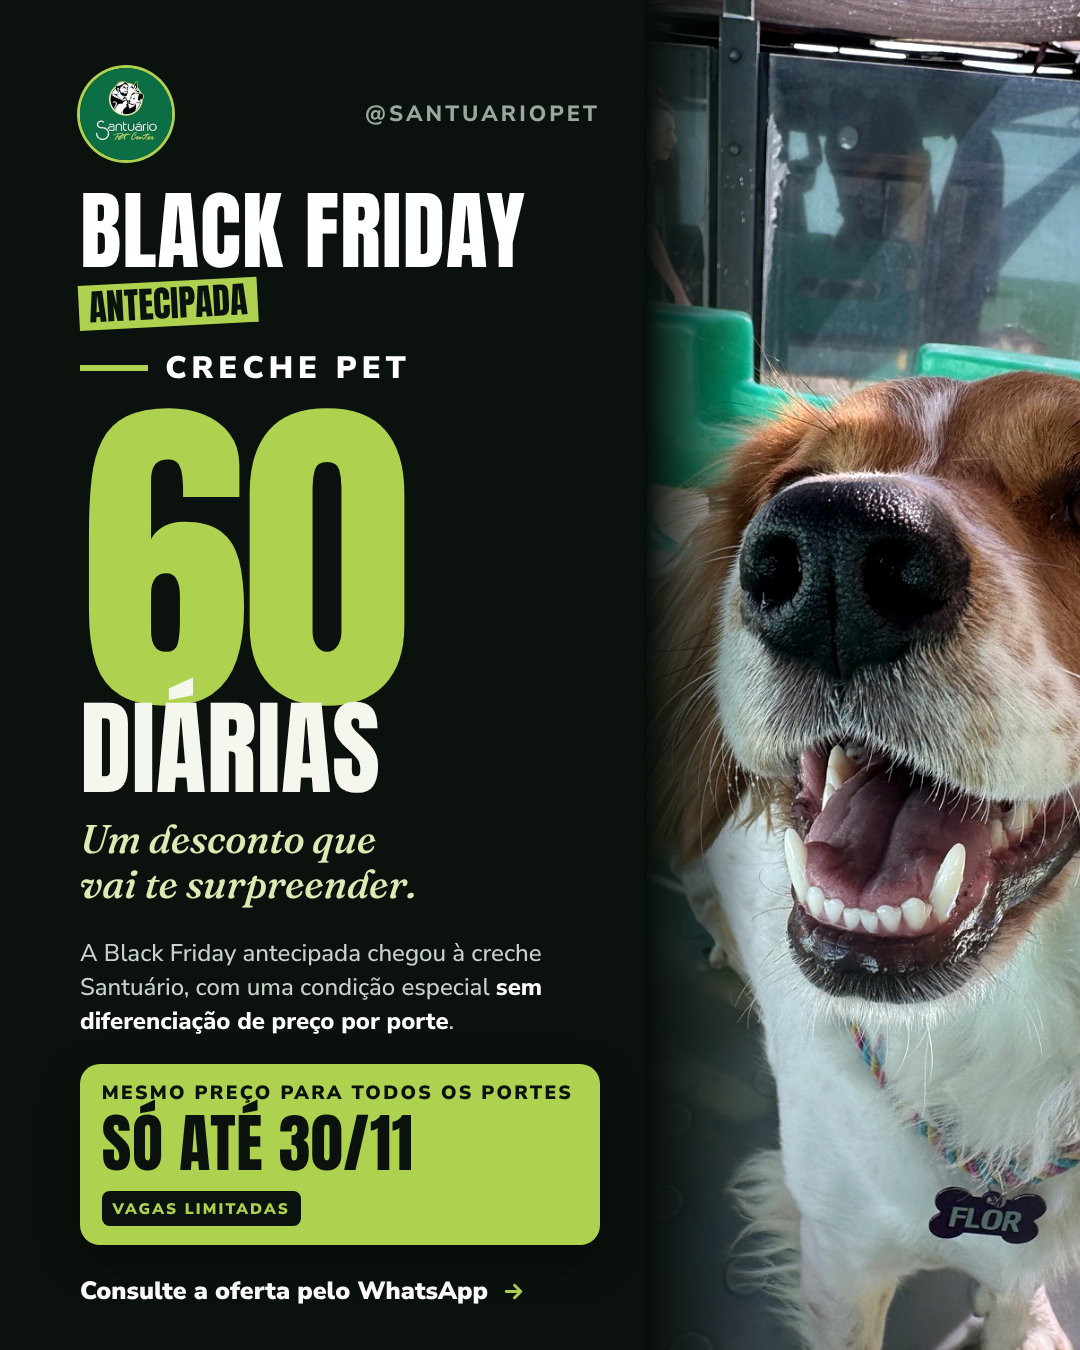 Santuário
Pet Center
@SANTUARIOPET
BLACK FRIDAY
ANTECIPADA
CRECHE PET
60
DIÁRIAS
Um desconto que
vai te surpreender.
A Black Friday antecipada chegou à creche
Santuário, com uma condição especial sem
diferenciação de preço por porte.
MESMO PREÇO PARA TODOS OS PORTES
SÓ ATÉ 30/11
VAGAS LIMITADAS
FLOR
Consulte a oferta pelo WhatsApp →